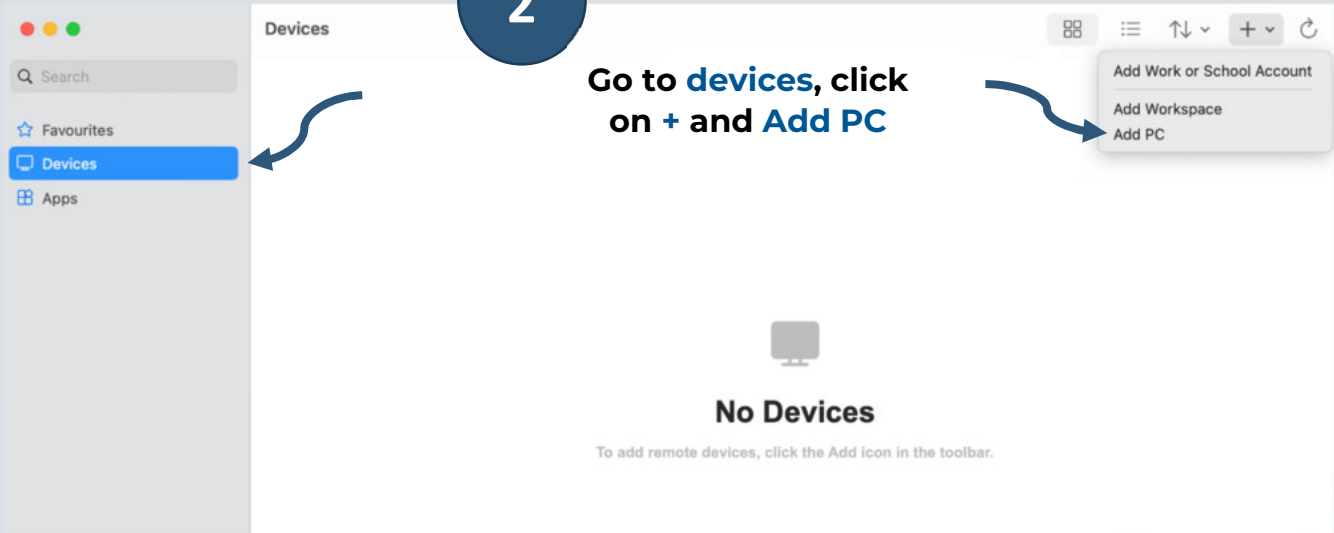 2
Devices
Search
Go to devices, click
on + and Add PC
Add Work or School Account
Add Workspace
Add PC
Favourites
Devices
Apps
No Devices
To add remote devices, click the Add icon in the toolbar.